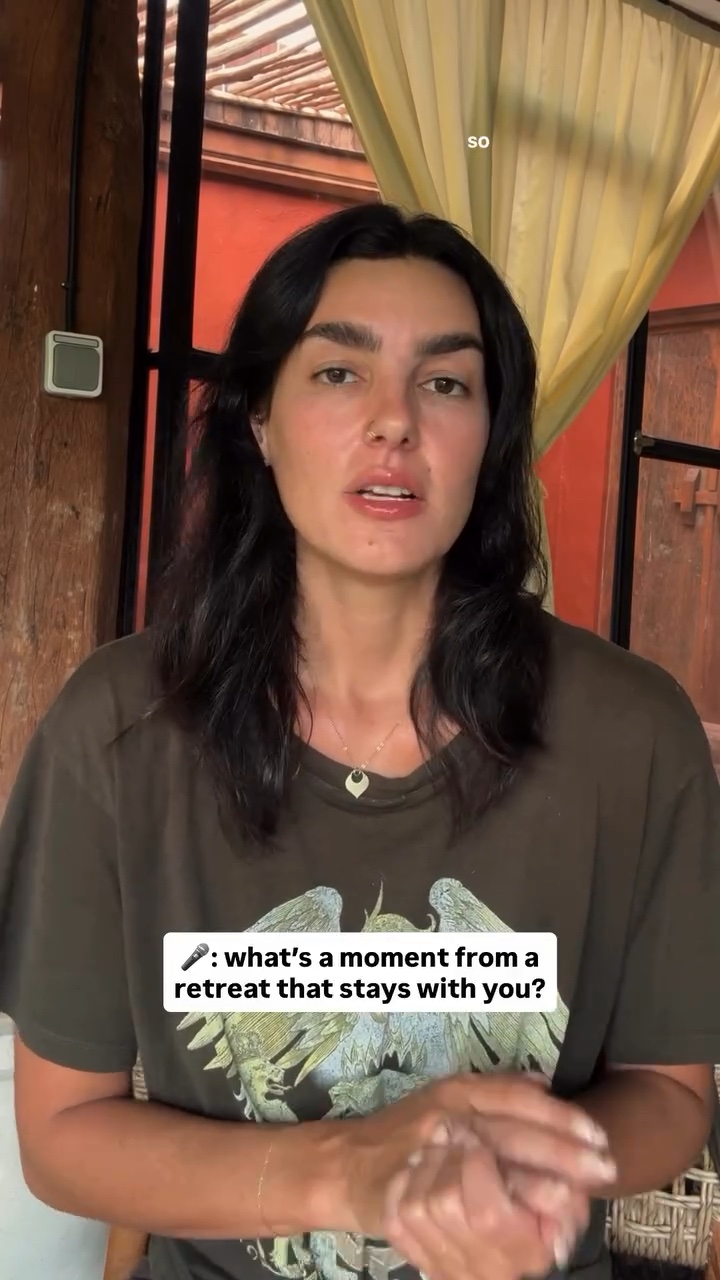 so
🎤: what's a moment from a
retreat that stays with you?